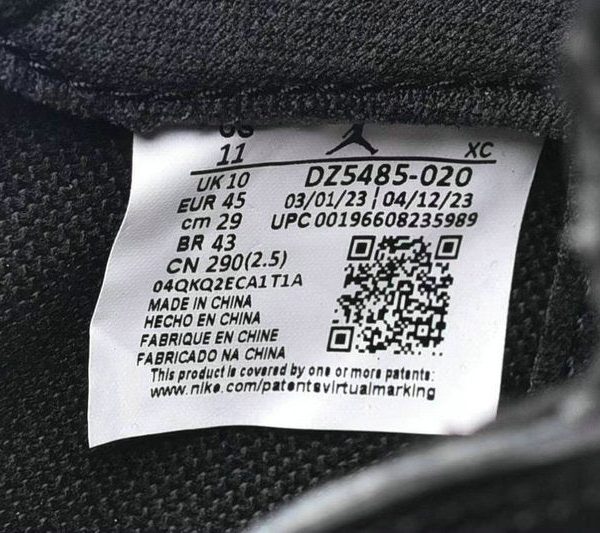 US
11
XC
UK 10
DZ5485-020
EUR 45
03/01/23 | 04/12/23
cm 29
UPC 00196608235989
BR 43
CN 290(2.5)
04QKQ2ECA1T1A
MADE IN CHINA
HECHO EN CHINA
FABRIQUE EN CHINE
FABRICADO NA CHINA
This product is covered by one or more patents:
www.nike.com/patentsvirtualmarking